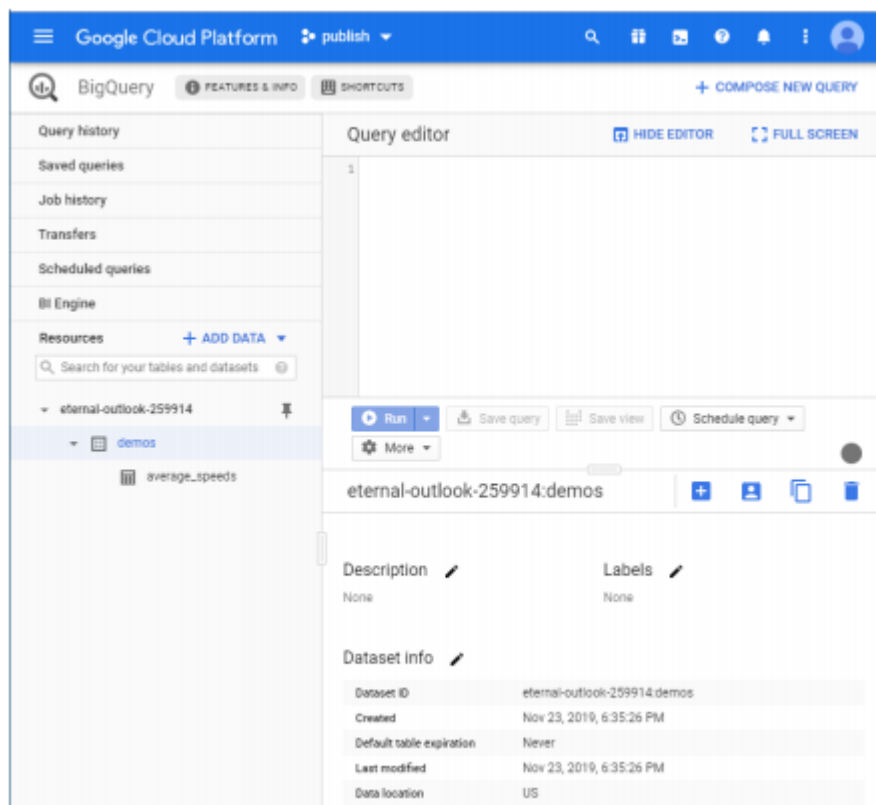 Google Cloud Platform publish
BigQuery FEATURES & INFO SHORTCUTS + COMPOSE NEW QUERY
Query history
Saved queries
Job history
Transfers
Scheduled queries
BI Engine
Resources + ADD DATA
Search for your tables and datasets
eternal-outlook-259914
demos
average_speeds
Query editor HIDE EDITOR FULL SCREEN
1
Run Save query Save view Schedule query
More
eternal-outlook-259914:demos
Description Labels
None None
Dataset info
Dataset ID eternal-outlook-259914:demos
Created Nov 23, 2019, 6:35:26 PM
Default table expiration Never
Last modified Nov 23, 2019, 6:35:26 PM
Data location US